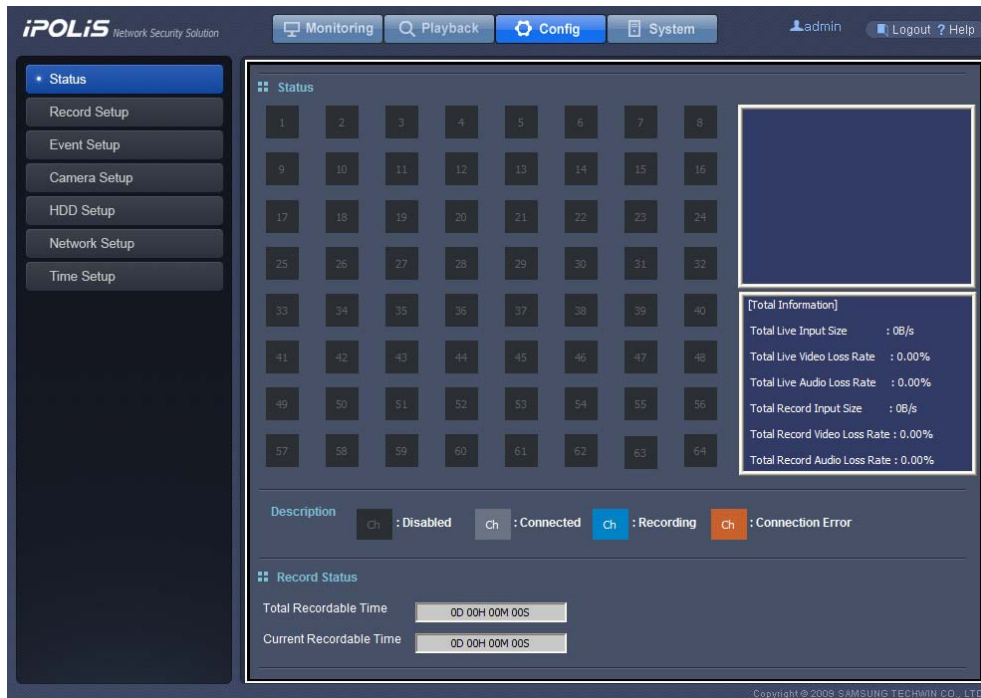 iPOLiS Network Security Solution
Monitoring
Playback
Config
System
admin
Logout ? Help
Status
Record Setup
Event Setup
Camera Setup
HDD Setup
Network Setup
Time Setup
Status
1 2 3 4 5 6 7 8
9 10 11 12 13 14 15 16
17 18 19 20 21 22 23 24
25 26 27 28 29 30 31 32
33 34 35 36 37 38 39 40
41 42 43 44 45 46 47 48
49 50 51 52 53 54 55 56
57 58 59 60 61 62 63 64
[Total Information]
Total Live Input Size : 0B/s
Total Live Video Loss Rate : 0.00%
Total Live Audio Loss Rate : 0.00%
Total Record Input Size : 0B/s
Total Record Video Loss Rate : 0.00%
Total Record Audio Loss Rate : 0.00%
Description
Ch : Disabled Ch : Connected Ch : Recording Ch : Connection Error
Record Status
Total Recordable Time 0D 00H 00M 00S
Current Recordable Time 0D 00H 00M 00S
Copyright © 2009 SAMSUNG TECHWIN CO., LTD